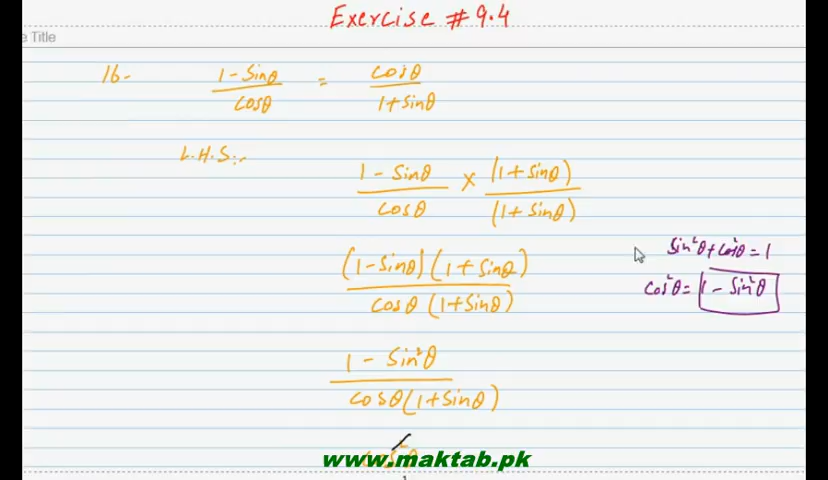 Exercise # 9.4
e Title
16- (1 - Sinθ)/(cosθ) = (cosθ)/(1 + sinθ)
L.H.S:-
(1 - Sinθ)/(cosθ) × (1 + Sinθ)/(1 + Sinθ)
((1 - Sinθ)(1 + Sinθ))/(cosθ(1 + Sinθ))
Sin²θ + Cos²θ = 1
Cos²θ = 1 - Sin²θ
(1 - Sin²θ)/(cosθ(1 + Sinθ))
cos²θ
www.maktab.pk
1